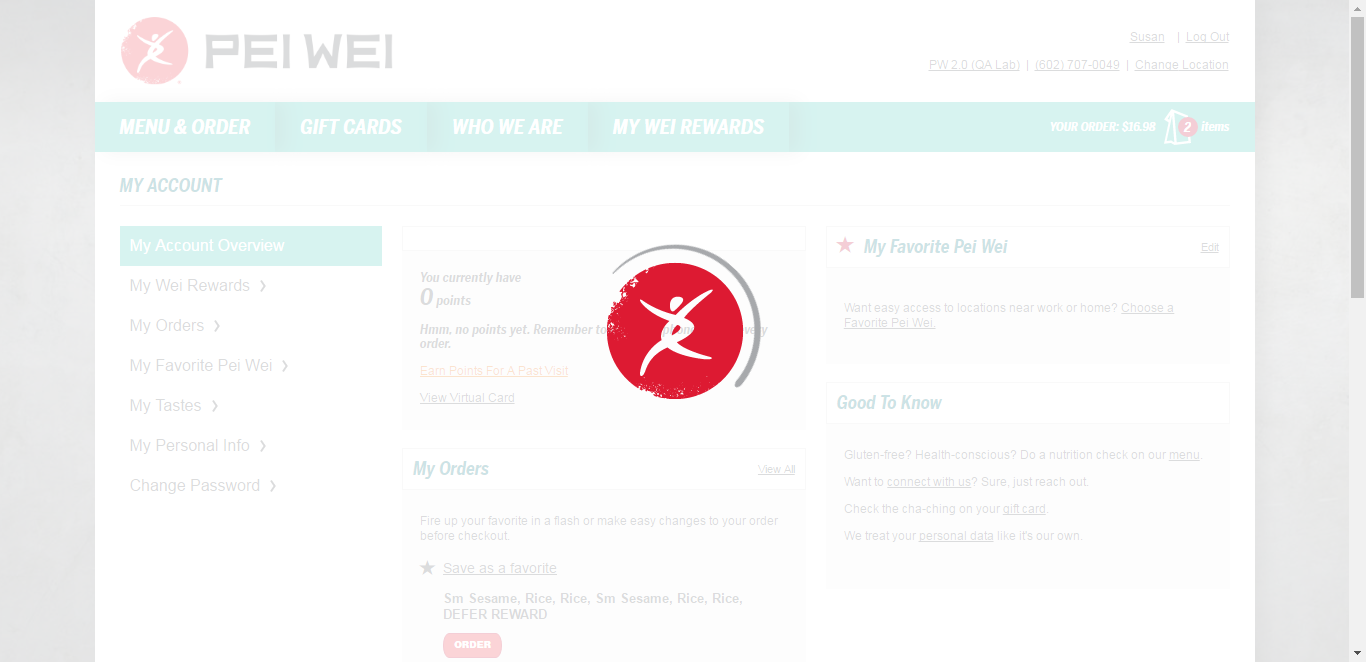 PEI WEI
Susan | Log Out
PW 2.0 (QA Lab) | (602) 707-0049 | Change Location
MENU & ORDER GIFT CARDS WHO WE ARE MY WEI REWARDS YOUR ORDER: $16.98 2 items
MY ACCOUNT
My Account Overview
My Wei Rewards
My Orders
My Favorite Pei Wei
My Tastes
My Personal Info
Change Password
You currently have
0 points
Hmm. no points yet. Remember to very
order.
Earn Points For A Past Visit
View Virtual Card
My Orders View All
Fire up your favorite in a flash or make easy changes to your order
before checkout.
Save as a favorite
Sm Sesame, Rice, Rice, Sm Sesame, Rice, Rice,
DEFER REWARD
ORDER
My Favorite Pei Wei Edit
Want easy access to locations near work or home? Choose a
Favorite Pei Wei.
Good To Know
Gluten-free? Health-conscious? Do a nutrition check on our menu.
Want to connect with us? Sure, just reach out.
Check the cha-ching on your gift card.
We treat your personal data like it's our own.